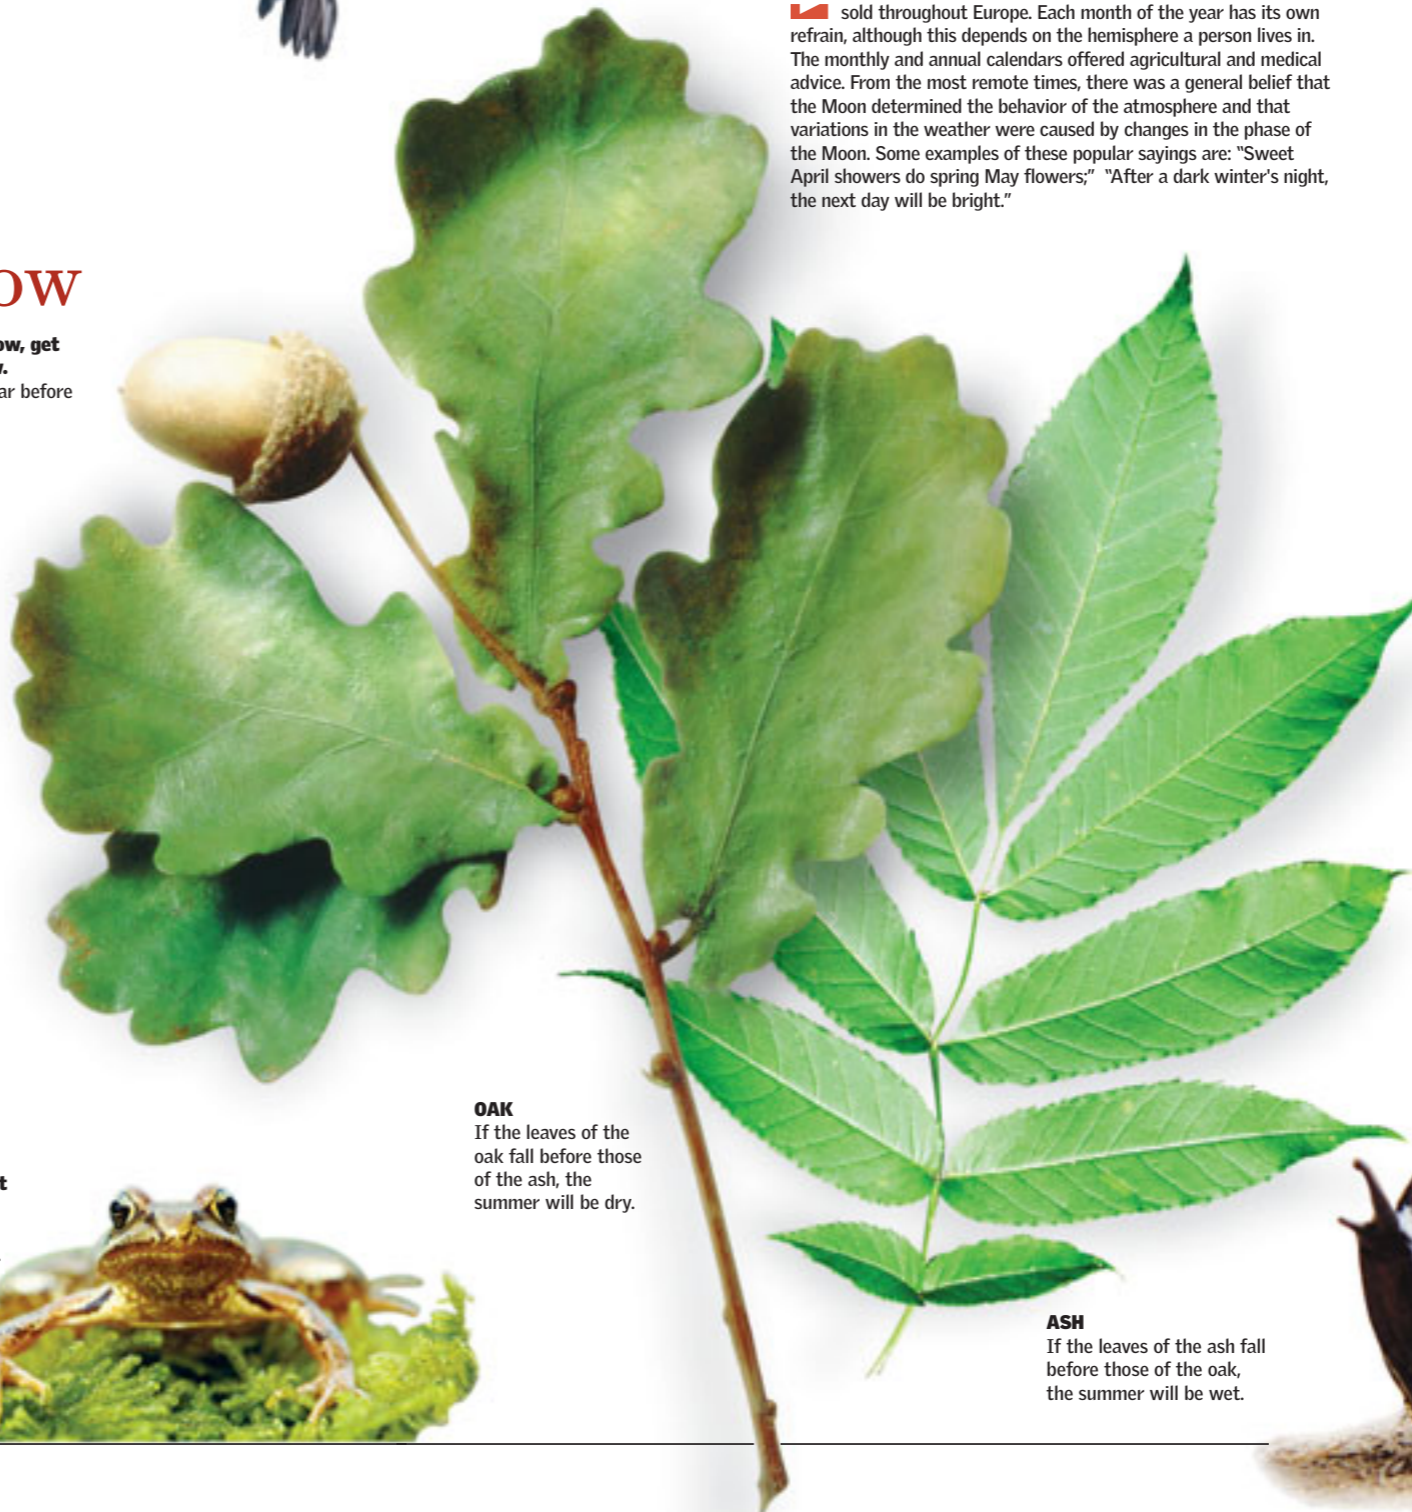 sold throughout Europe. Each month of the year has its own
refrain, although this depends on the hemisphere a person lives in.
The monthly and annual calendars offered agricultural and medical
advice. From the most remote times, there was a general belief that
the Moon determined the behavior of the atmosphere and that
variations in the weather were caused by changes in the phase of
the Moon. Some examples of these popular sayings are: “Sweet
April showers do spring May flowers;” “After a dark winter's night,
the next day will be bright.”
ow, get
before
OAK
If the leaves of the
oak fall before those
of the ash, the
summer will be dry.
ASH
If the leaves of the ash fall
before those of the oak,
the summer will be wet.